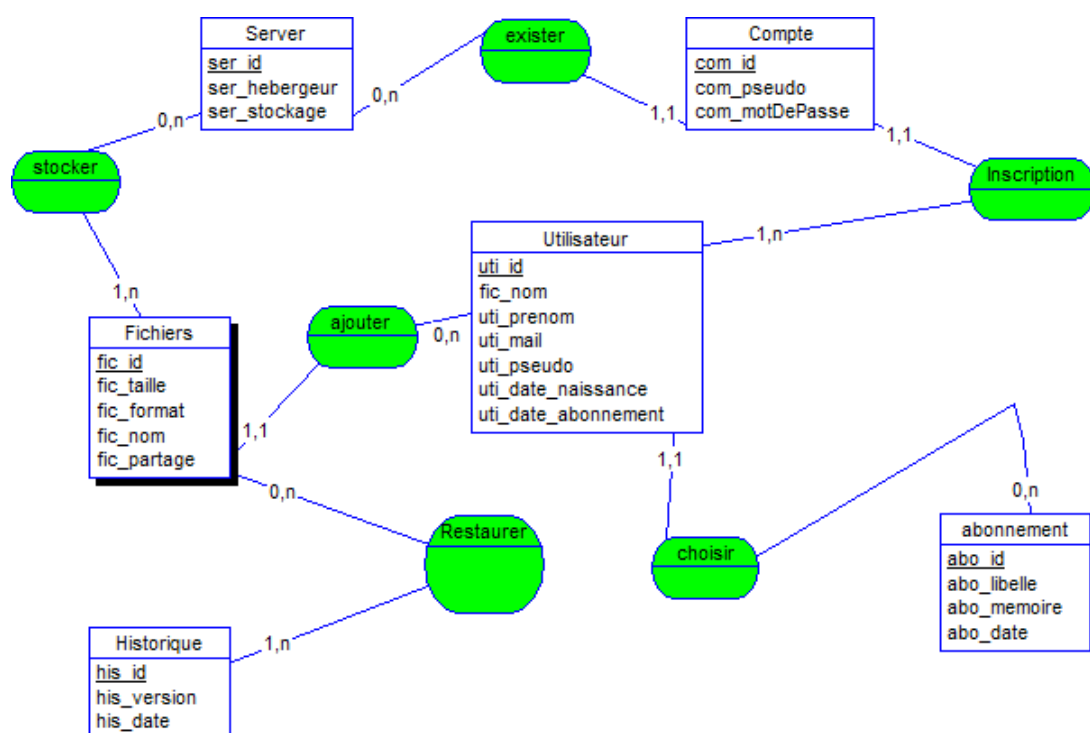 Server
ser_id
ser_hebergeur
ser_stockage
exister
Compte
com_id
com_pseudo
com_motDePasse
0,n
0,n
1,1
1,1
stocker
Inscription
1,n
Utilisateur
uti_id
fic_nom
uti_prenom
uti_mail
uti_pseudo
uti_date_naissance
uti_date_abonnement
1,n
ajouter
0,n
Fichiers
fic_id
fic_taille
fic_format
fic_nom
fic_partage
1,1
1,1
0,n
0,n
Restaurer
choisir
abonnement
abo_id
abo_libelle
abo_memoire
abo_date
1,n
Historique
his_id
his_version
his_date